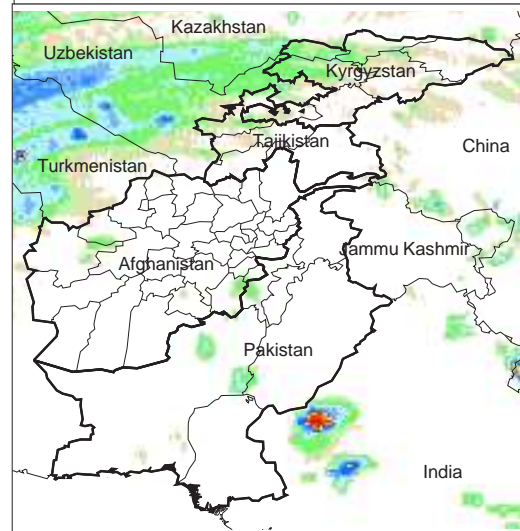 Kazakhstan
Uzbekistan
Kyrgyzstan
Tajikistan
China
Turkmenistan
Jammu Kashmir
Afghanistan
Pakistan
India